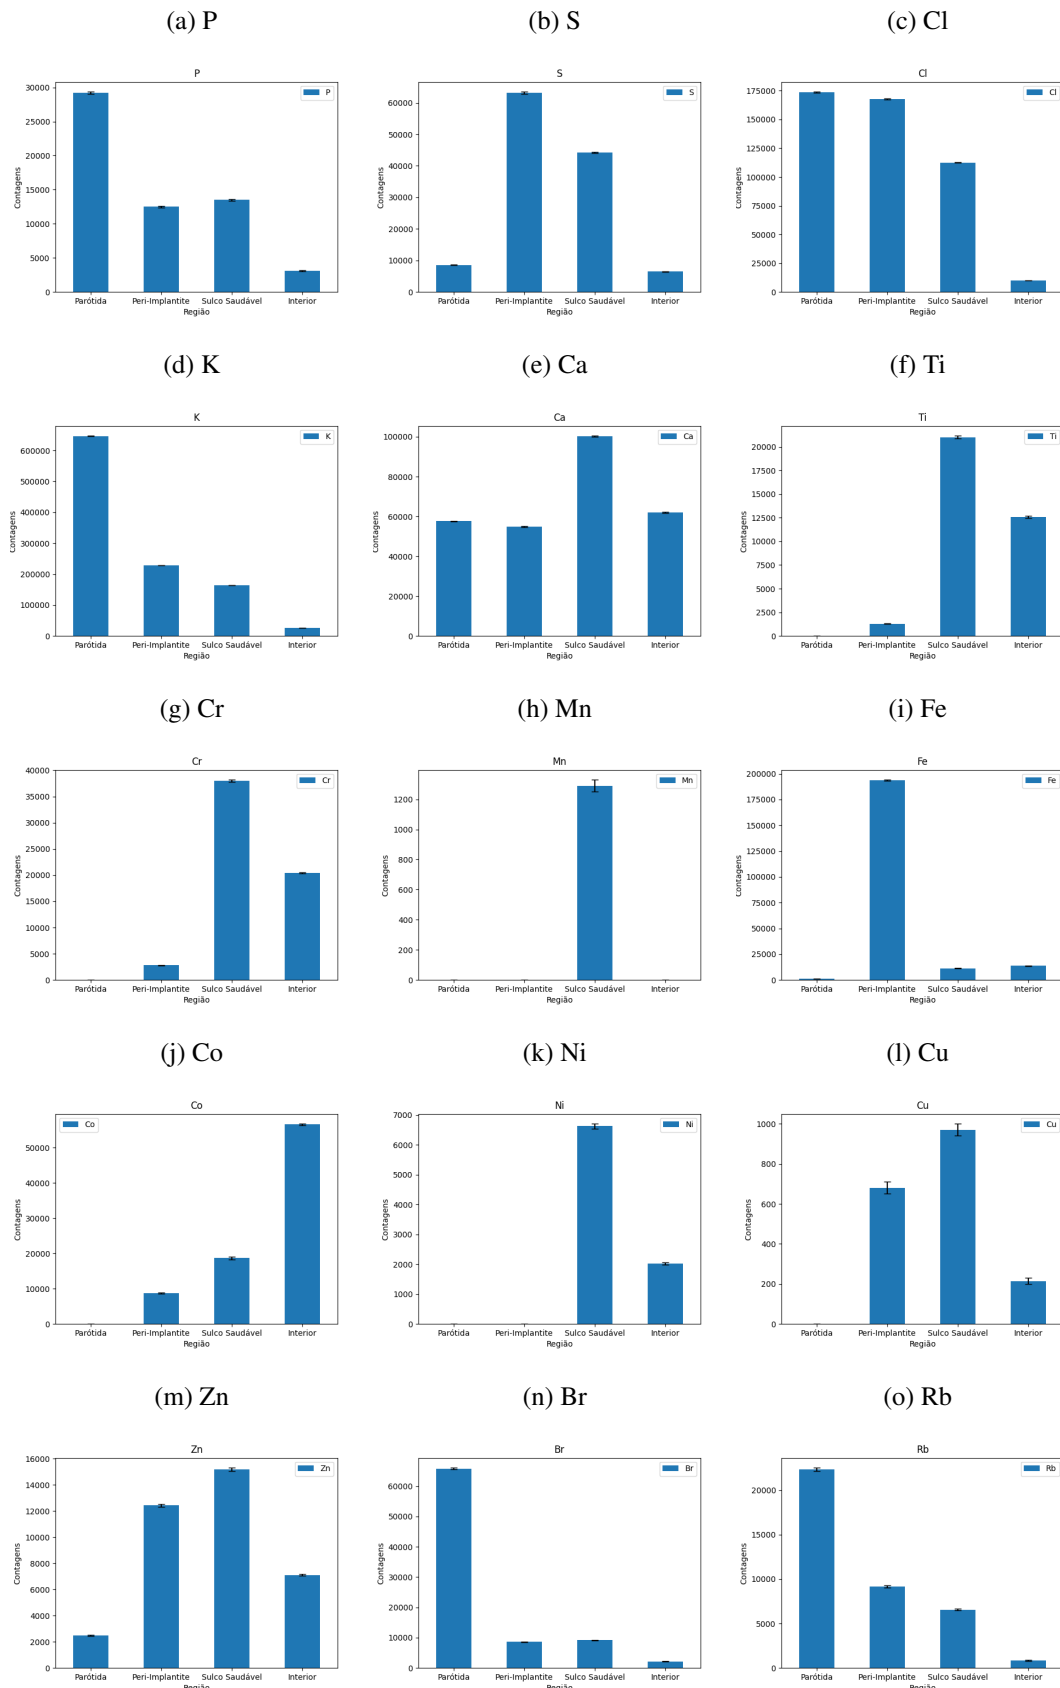 (a) P
(b) S
(c) Cl
P
30000
25000
20000
15000
10000
5000
0
Contagens
P
Parótida
Peri-Implantite
Sulco Saudável
Interior
Região
S
60000
50000
40000
30000
20000
10000
0
Contagens
S
Parótida
Peri-Implantite
Sulco Saudável
Interior
Região
Cl
175000
150000
125000
100000
75000
50000
25000
0
Contagens
Cl
Parótida
Peri-Implantite
Sulco Saudável
Interior
Região
(d) K
(e) Ca
(f) Ti
K
600000
500000
400000
300000
200000
100000
0
Contagens
K
Parótida
Peri-Implantite
Sulco Saudável
Interior
Região
Ca
100000
80000
60000
40000
20000
0
Contagens
Ca
Parótida
Peri-Implantite
Sulco Saudável
Interior
Região
Ti
20000
17500
15000
12500
10000
7500
5000
2500
0
Contagens
Ti
Parótida
Peri-Implantite
Sulco Saudável
Interior
Região
(g) Cr
(h) Mn
(i) Fe
Cr
40000
35000
30000
25000
20000
15000
10000
5000
0
Contagens
Cr
Parótida
Peri-Implantite
Sulco Saudável
Interior
Região
Mn
1200
1000
800
600
400
200
0
Contagens
Mn
Parótida
Peri-Implantite
Sulco Saudável
Interior
Região
Fe
200000
175000
150000
125000
100000
75000
50000
25000
0
Contagens
Fe
Parótida
Peri-Implantite
Sulco Saudável
Interior
Região
(j) Co
(k) Ni
(l) Cu
Co
50000
40000
30000
20000
10000
0
Contagens
Co
Parótida
Peri-Implantite
Sulco Saudável
Interior
Região
Ni
7000
6000
5000
4000
3000
2000
1000
0
Contagens
Ni
Parótida
Peri-Implantite
Sulco Saudável
Interior
Região
Cu
1000
800
600
400
200
0
Contagens
Cu
Parótida
Peri-Implantite
Sulco Saudável
Interior
Região
(m) Zn
(n) Br
(o) Rb
Zn
16000
14000
12000
10000
8000
6000
4000
2000
0
Contagens
Zn
Parótida
Peri-Implantite
Sulco Saudável
Interior
Região
Br
60000
50000
40000
30000
20000
10000
0
Contagens
Br
Parótida
Peri-Implantite
Sulco Saudável
Interior
Região
Rb
20000
15000
10000
5000
0
Contagens
Rb
Parótida
Peri-Implantite
Sulco Saudável
Interior
Região